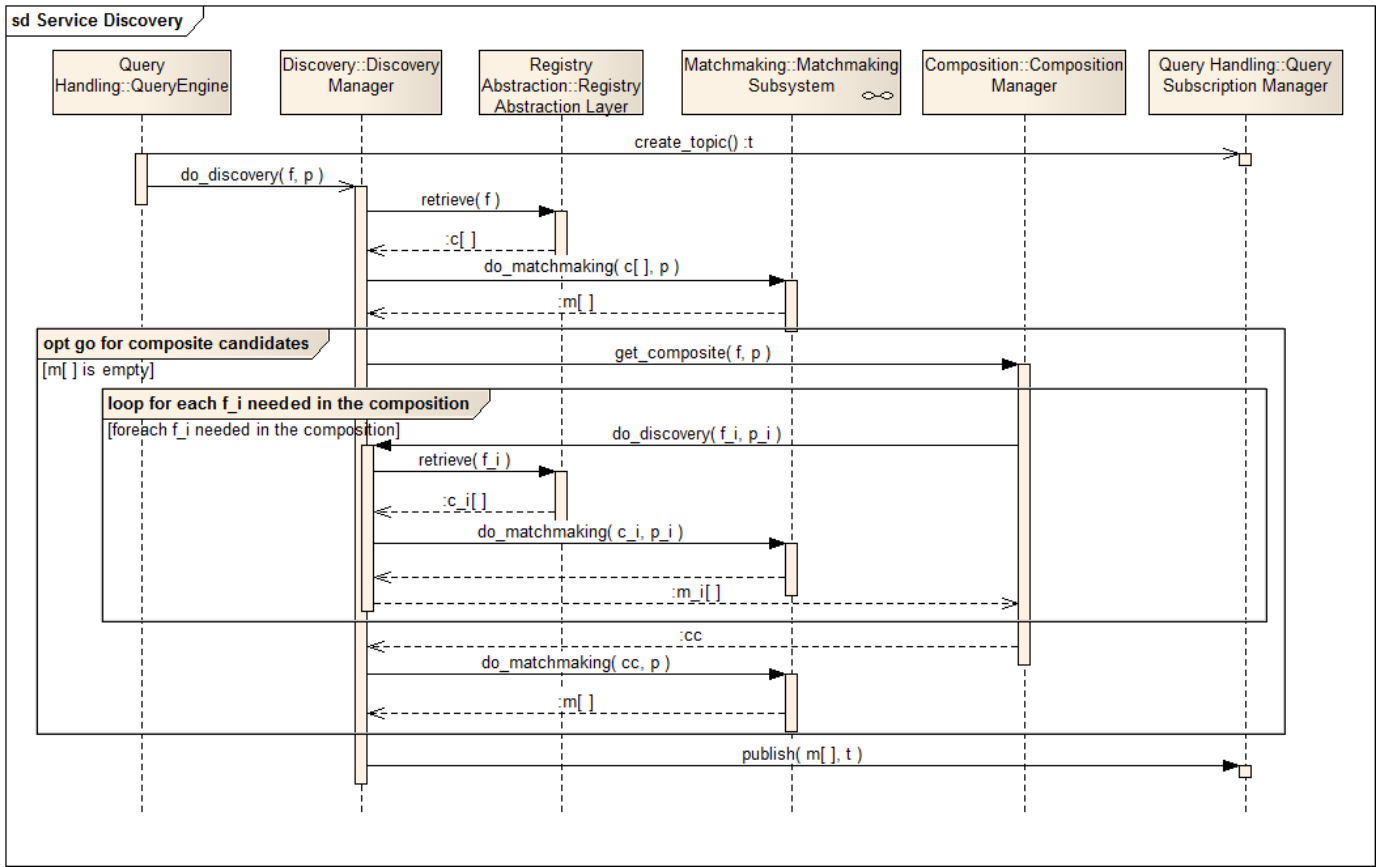 sd Service Discovery
Query
Handling::QueryEngine
Discovery::Discovery
Manager
Registry
Abstraction::Registry
Abstraction Layer
Matchmaking::Matchmaking
Subsystem
Composition::Composition
Manager
Query Handling::Query
Subscription Manager
create_topic() :t
do_discovery( f, p )
retrieve( f )
:c[ ]
do_matchmaking( c[ ], p )
:m[ ]
opt go for composite candidates
[m[ ] is empty]
get_composite( f, p )
loop for each f_i needed in the composition
[foreach f_i needed in the composition]
do_discovery( f_i, p_i )
retrieve( f_i )
:c_i[ ]
do_matchmaking( c_i, p_i )
:m_i[ ]
:cc
do_matchmaking( cc, p )
:m[ ]
publish( m[ ], t )